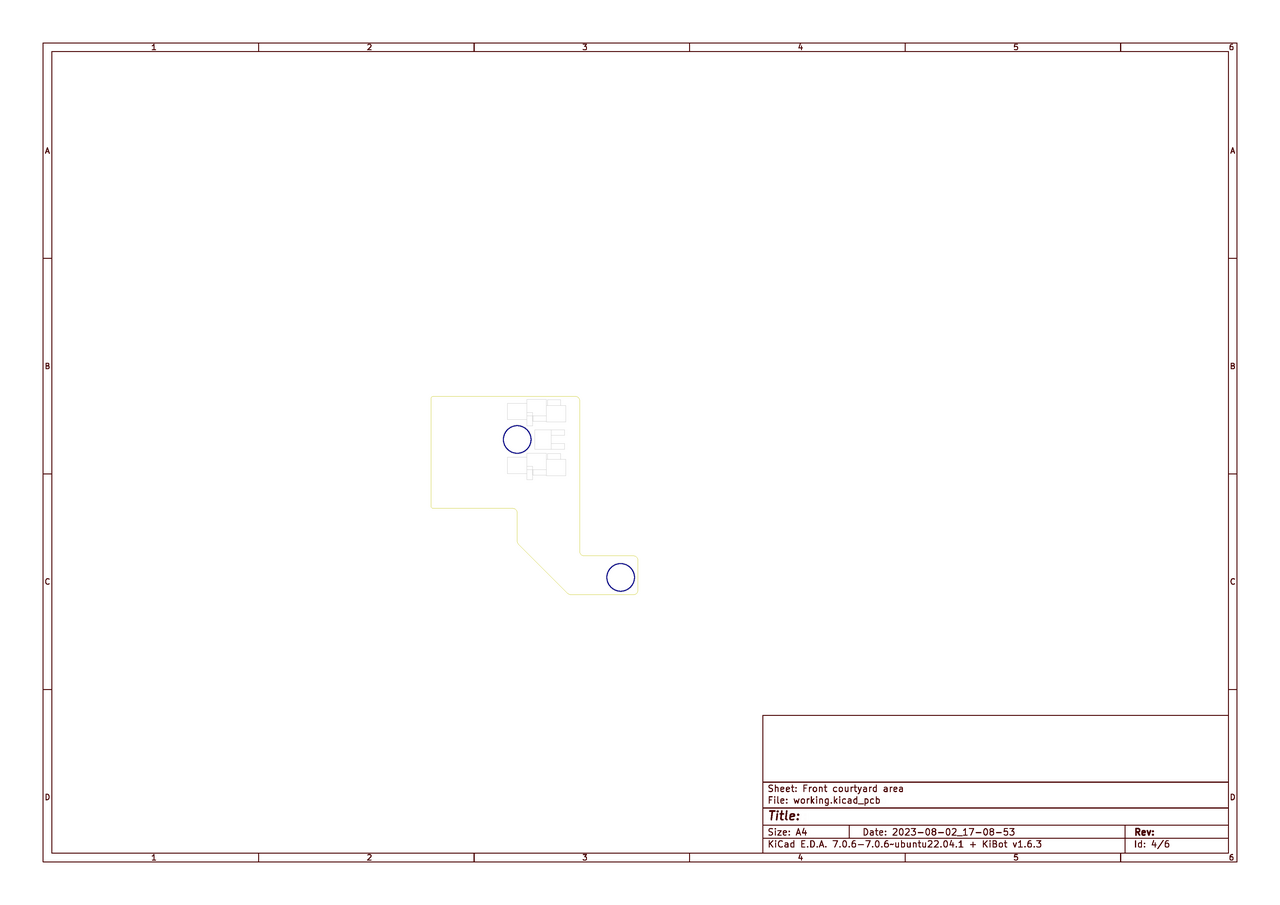 1 2 3 4 5 6
A A
B B
C C
D D
Sheet: Front courtyard area
File: working.kicad_pcb
Title:
Size: A4 Date: 2023-08-02_17-08-53 Rev:
KiCad E.D.A. 7.0.6-7.0.6~ubuntu22.04.1 + KiBot v1.6.3 Id: 4/6
1 2 3 4 5 6